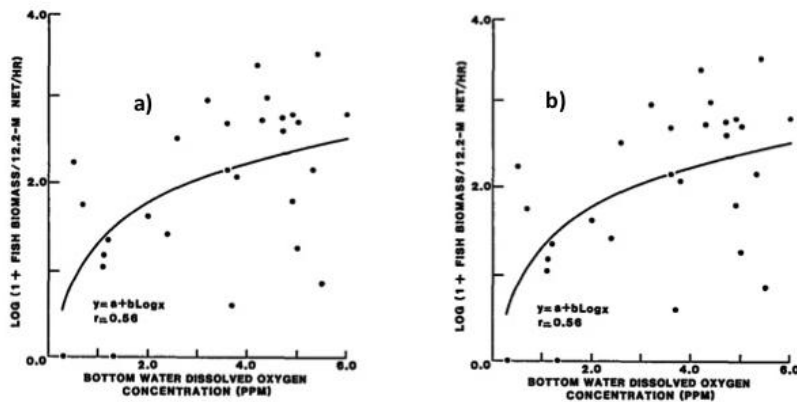 4.0
a)
LOG (1 + FISH BIOMASS/12.2-M NET/HR)
2.0
y=a+bLogx
r=0.56
0.0
2.0
4.0
6.0
BOTTOM WATER DISSOLVED OXYGEN
CONCENTRATION (PPM)
4.0
b)
LOG (1 + FISH BIOMASS/12.2-M NET/HR)
2.0
y=a+bLogx
r=0.56
0.0
2.0
4.0
6.0
BOTTOM WATER DISSOLVED OXYGEN
CONCENTRATION (PPM)